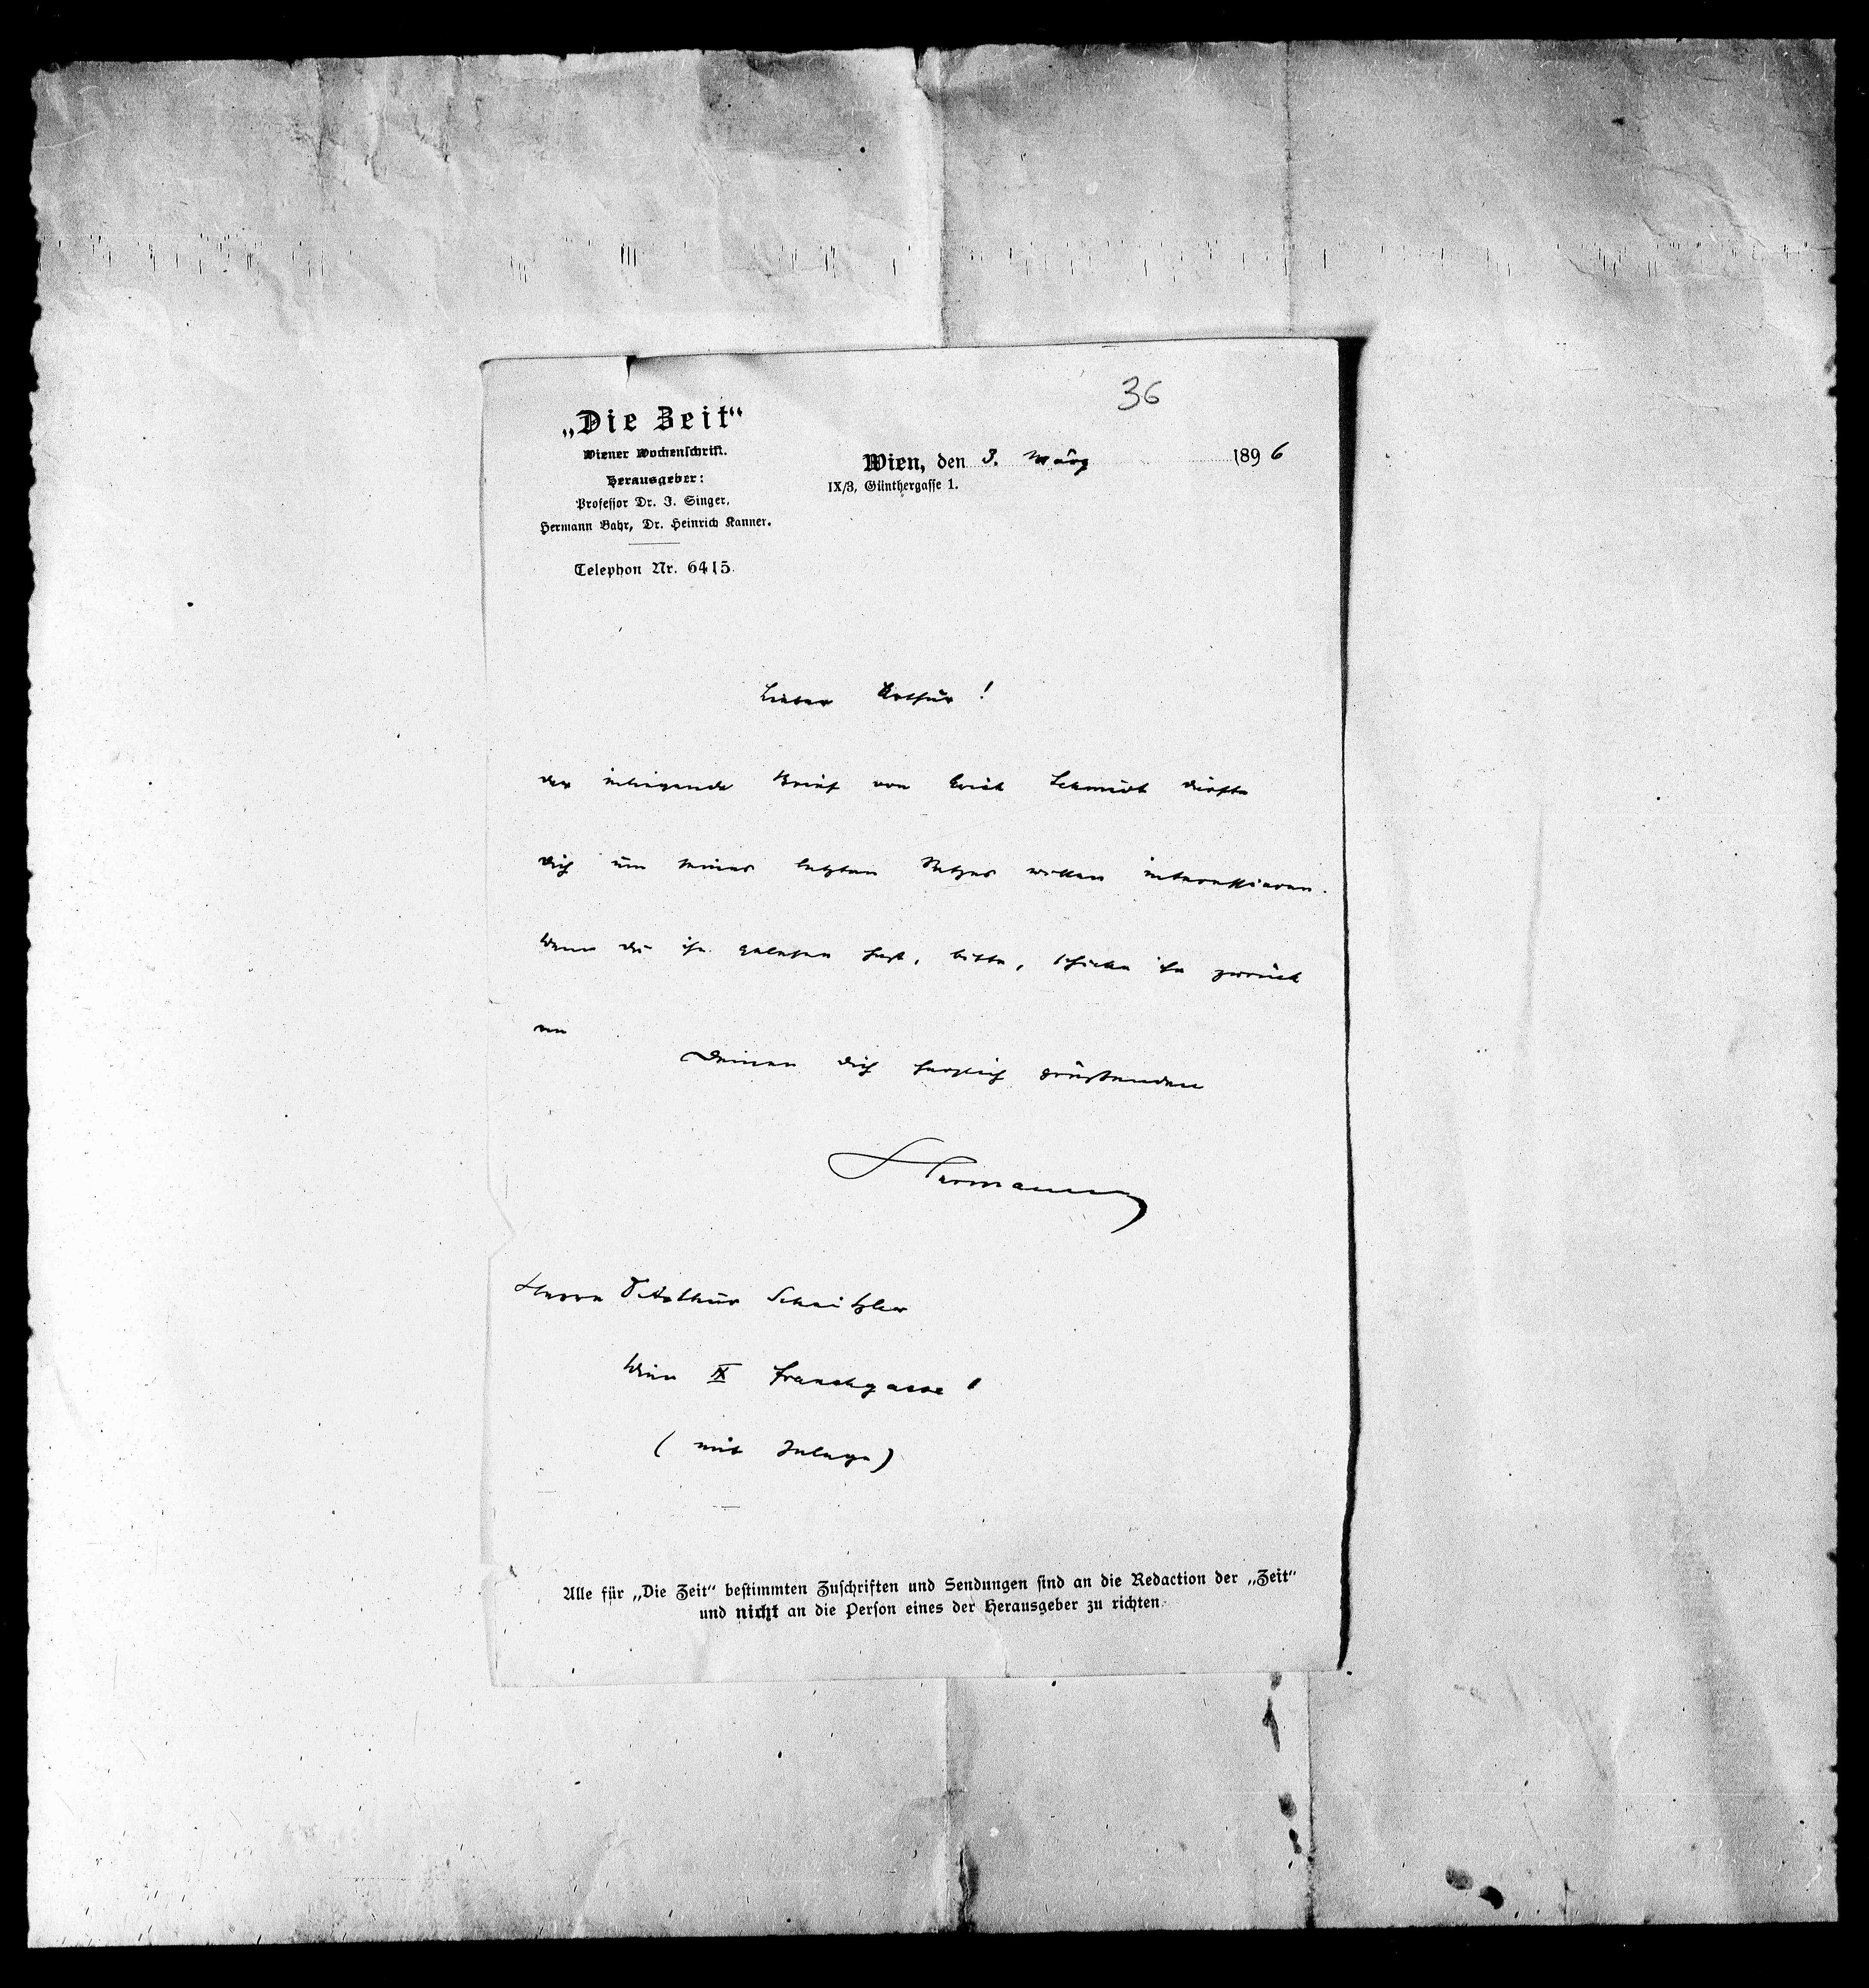 36
„Die Zeit“
Wiener Wochenschrift.
Herausgeber:
Professor Dr. I. Singer,
Hermann Bahr, Dr. Heinrich Kanner.
Telephon Nr. 6415.
Wien, den 3. März 1896
IX/3, Günthergasse 1.
Lieber Arthur!
der inliegende Brief von Erich Schmidt dürfte
Dich um seines letzten Satzes willen interessieren.
Wenn Du ihn gelesen hast, bitte, schicke ihn zurück
an
Deinen Dich herzlich grüßenden
Hermann
Herrn Dr Arthur Schnitzler
Wien IX Frankgasse 1
(mit Inlage)
Alle für „Die Zeit“ bestimmten Zuschriften und Sendungen sind an die Redaction der „Zeit“
und nicht an die Person eines der Herausgeber zu richten.